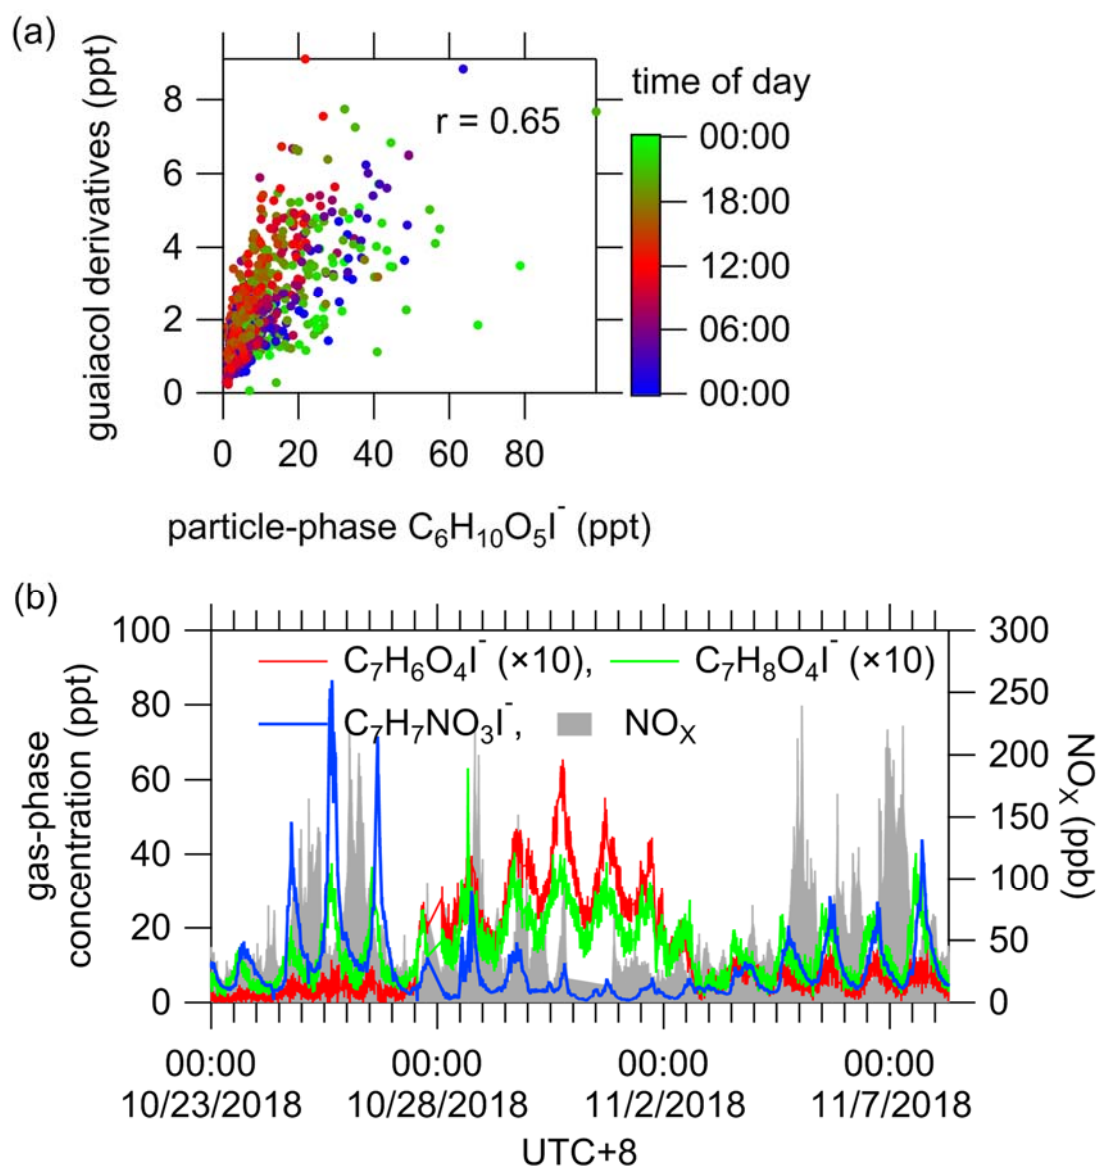 (a)
guaiacol derivatives (ppt)
8
6
4
2
0
r = 0.65
time of day
00:00
18:00
12:00
06:00
00:00
0 20 40 60 80
particle-phase C₆H₁₀O₅I⁻ (ppt)
(b)
gas-phase
concentration (ppt)
100
80
60
40
20
0
C₇H₆O₄I⁻ (×10), C₇H₈O₄I⁻ (×10)
C₇H₇NO₃I⁻, NOₓ
300
250
200
150
100
50
0
NOₓ (ppb)
00:00 00:00 00:00 00:00
10/23/2018 10/28/2018 11/2/2018 11/7/2018
UTC+8